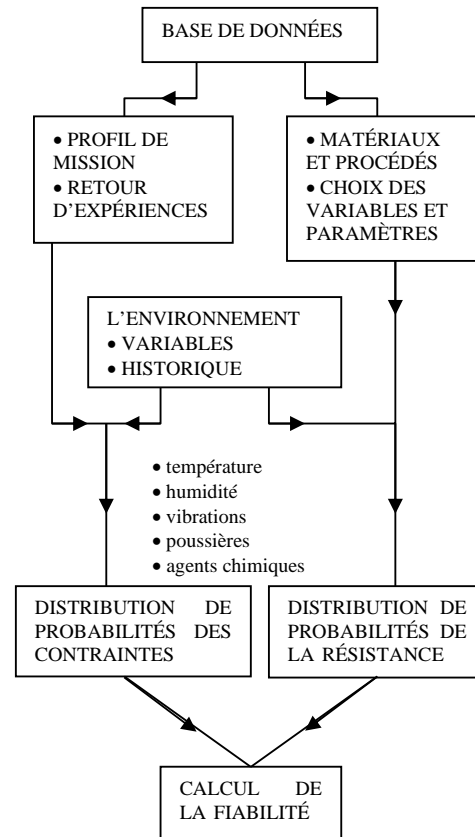 BASE DE DONNÉES
• PROFIL DE
MISSION
• RETOUR
D'EXPÉRIENCES
• MATÉRIAUX
ET PROCÉDÉS
• CHOIX DES
VARIABLES ET
PARAMÈTRES
L'ENVIRONNEMENT
• VARIABLES
• HISTORIQUE
• température
• humidité
• vibrations
• poussières
• agents chimiques
DISTRIBUTION DE
PROBABILITÉS DES
CONTRAINTES
DISTRIBUTION DE
PROBABILITÉS DE
LA RÉSISTANCE
CALCUL DE
LA FIABILITÉ